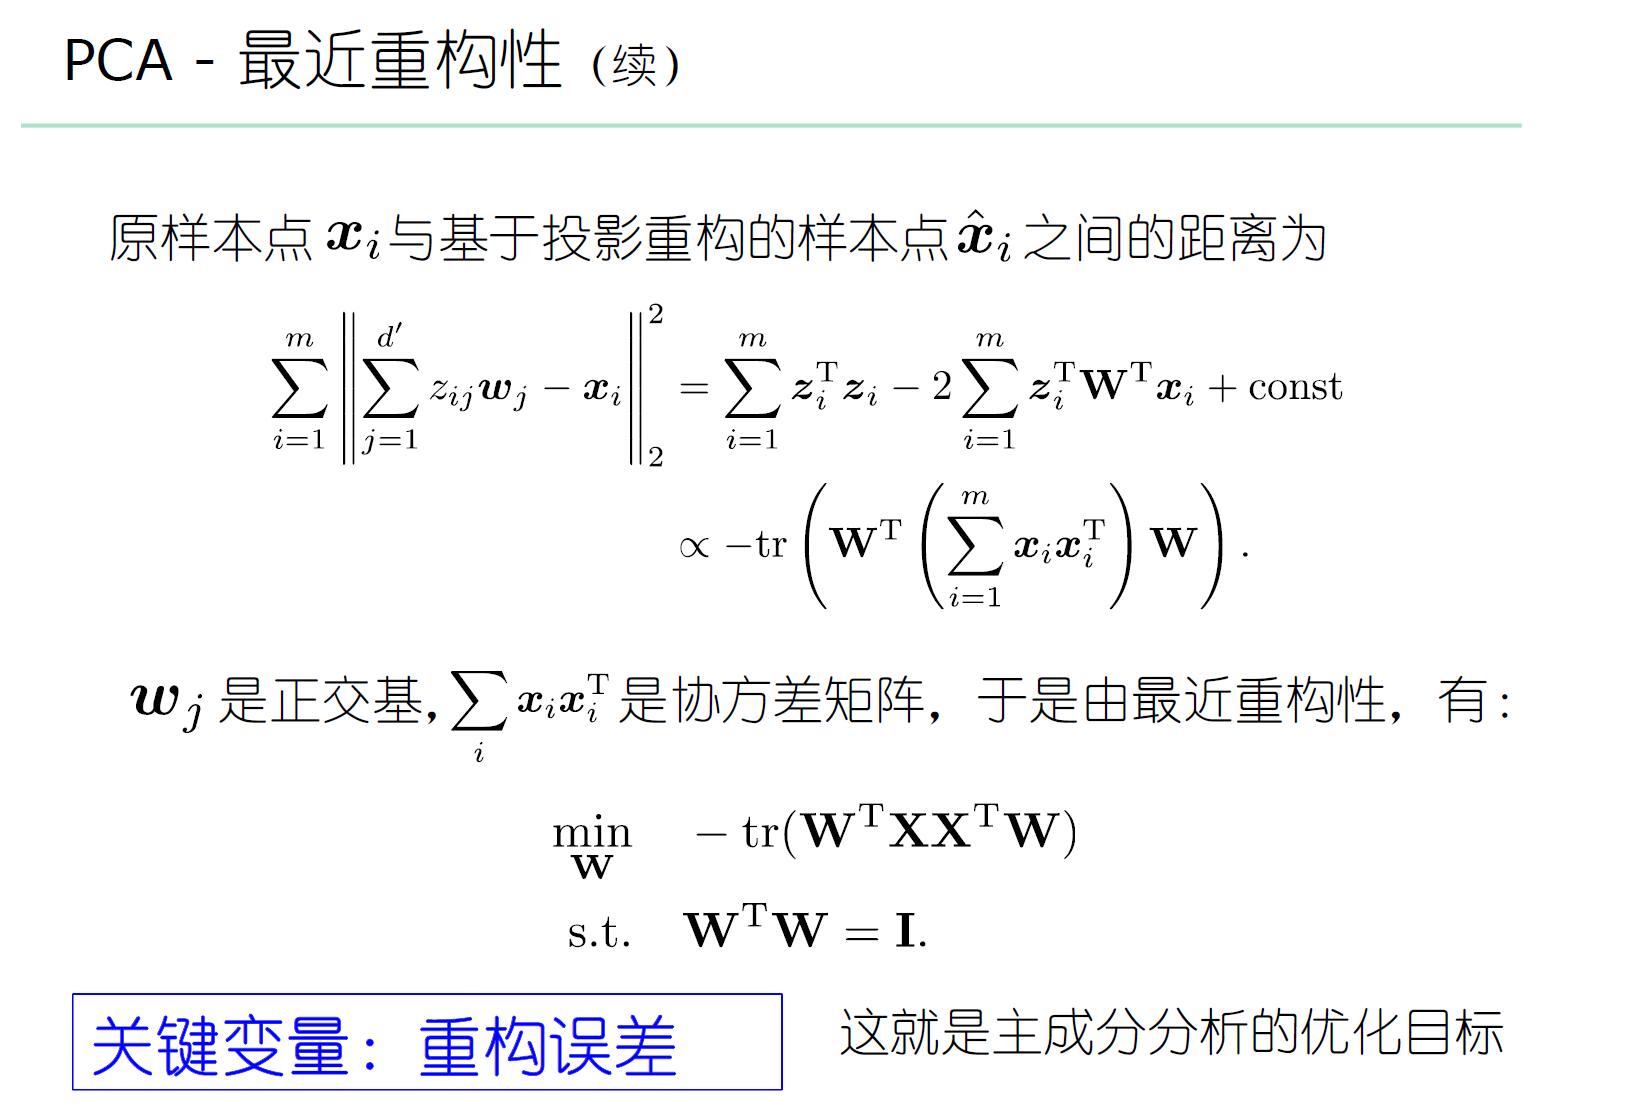 PCA - 最近重构性（续）
原样本点 $\boldsymbol{x}_i$ 与基于投影重构的样本点 $\hat{\boldsymbol{x}}_i$ 之间的距离为
$\sum_{i=1}^{m} \left\| \sum_{j=1}^{d'} z_{ij} \boldsymbol{w}_j - \boldsymbol{x}_i \right\|_2^2 = \sum_{i=1}^{m} \boldsymbol{z}_i^{\mathrm{T}} \boldsymbol{z}_i - 2 \sum_{i=1}^{m} \boldsymbol{z}_i^{\mathrm{T}} \mathbf{W}^{\mathrm{T}} \boldsymbol{x}_i + \text{const}$
$\propto -\text{tr} \left( \mathbf{W}^{\mathrm{T}} \left( \sum_{i=1}^{m} \boldsymbol{x}_i \boldsymbol{x}_i^{\mathrm{T}} \right) \mathbf{W} \right).$
$\boldsymbol{w}_j$ 是正交基, $\sum_{i} \boldsymbol{x}_i \boldsymbol{x}_i^{\mathrm{T}}$ 是协方差矩阵，于是由最近重构性，有：
$\min_{\mathbf{W}} \quad -\text{tr}(\mathbf{W}^{\mathrm{T}} \mathbf{X} \mathbf{X}^{\mathrm{T}} \mathbf{W})$
$\text{s.t.} \quad \mathbf{W}^{\mathrm{T}} \mathbf{W} = \mathbf{I}.$
关键变量：重构误差
这就是主成分分析的优化目标